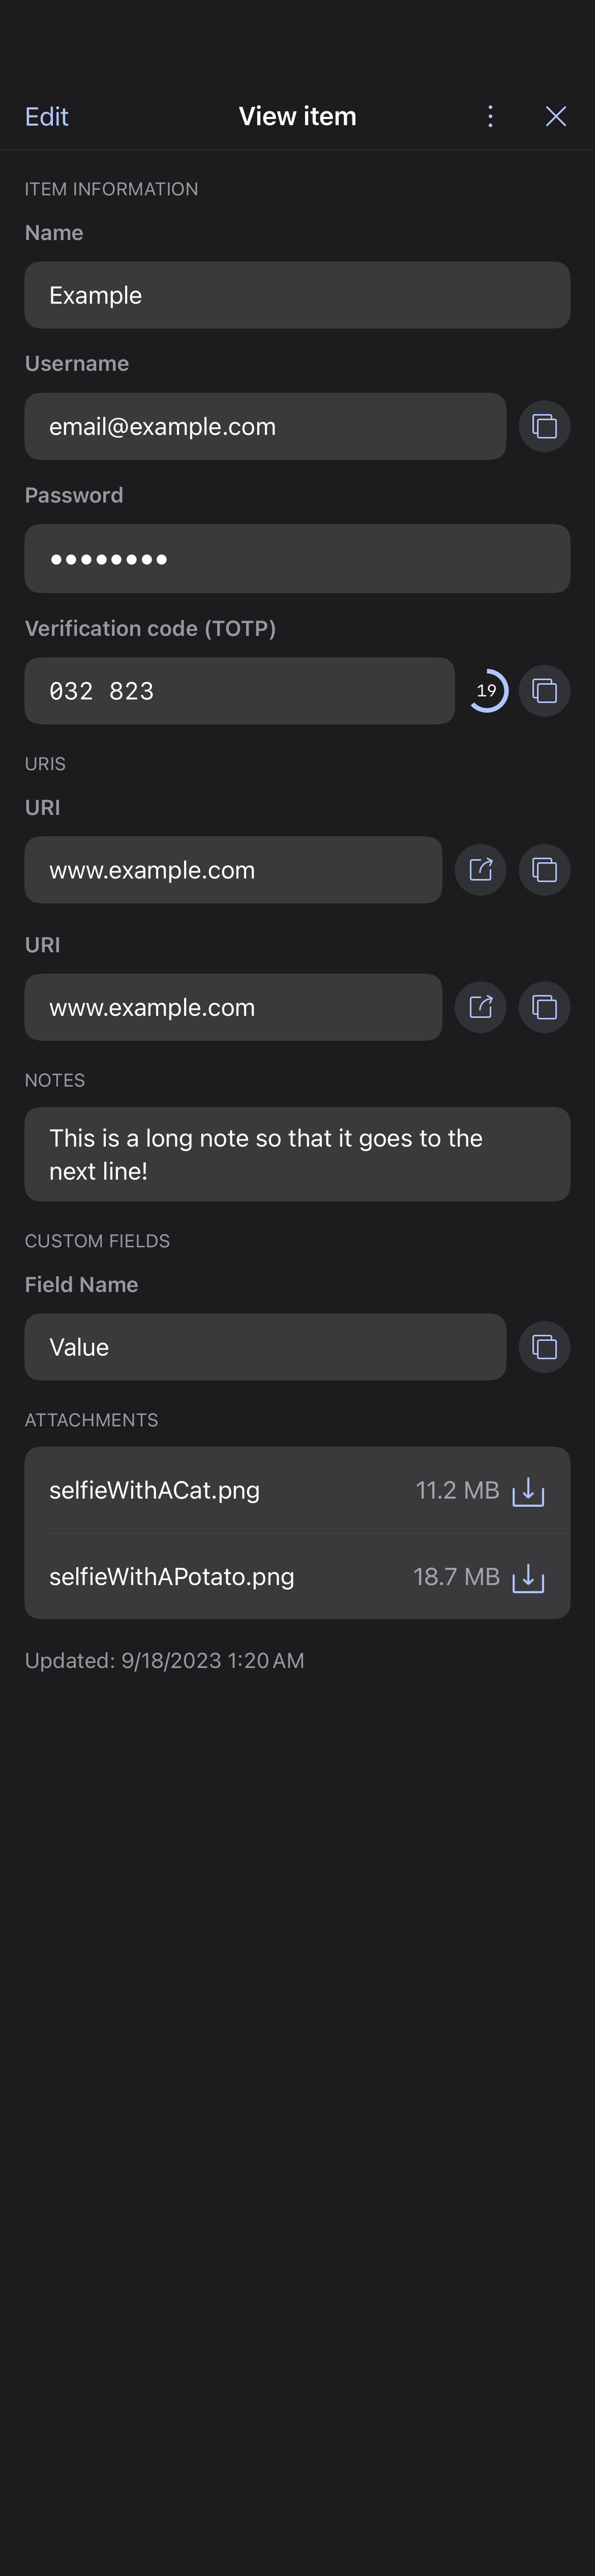 Edit View item
ITEM INFORMATION
Name
Example
Username
email@example.com
Password
••••••••
Verification code (TOTP)
032 823 19
URIS
URI
www.example.com
URI
www.example.com
NOTES
This is a long note so that it goes to the
next line!
CUSTOM FIELDS
Field Name
Value
ATTACHMENTS
selfieWithACat.png 11.2 MB
selfieWithAPotato.png 18.7 MB
Updated: 9/18/2023 1:20 AM